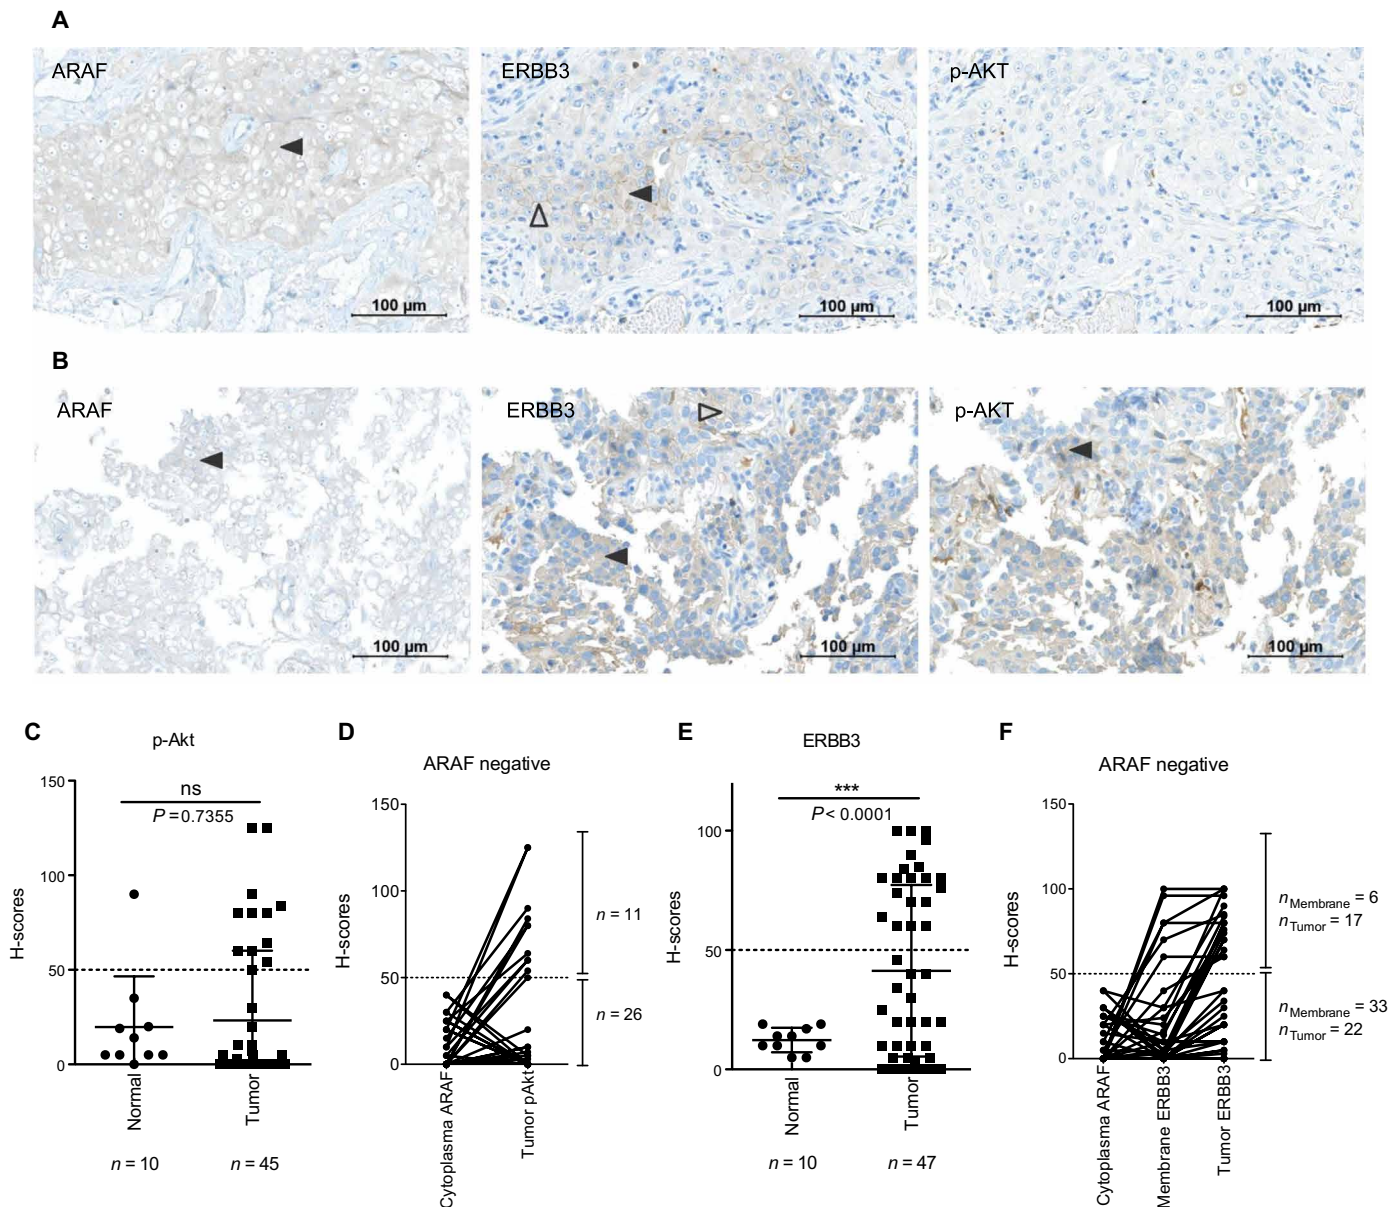 A
ARAF
ERBB3
p-AKT
100 µm
100 µm
100 µm
B
ARAF
ERBB3
p-AKT
100 µm
100 µm
100 µm
C
p-Akt
H-scores
150
100
50
0
ns
P = 0.7355
Normal
Tumor
n = 10
n = 45
D
ARAF negative
H-scores
150
100
50
0
n = 11
n = 26
Cytoplasma ARAF
Tumor pAkt
E
ERBB3
H-scores
100
50
0
***
P < 0.0001
Normal
Tumor
n = 10
n = 47
F
ARAF negative
H-scores
150
100
50
0
nMembrane = 6
nTumor = 17
nMembrane = 33
nTumor = 22
Cytoplasma ARAF
Membrane ERBB3
Tumor ERBB3